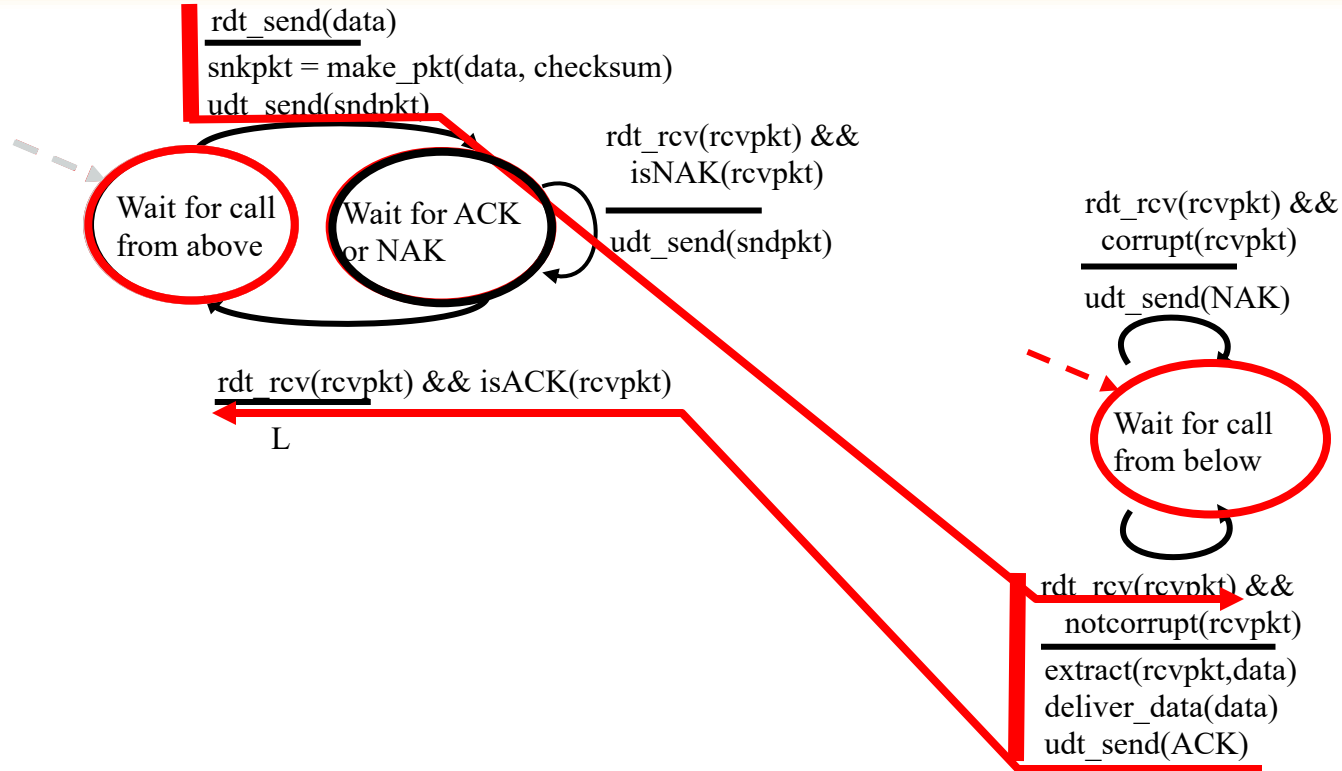 rdt_send(data)
snkpkt = make_pkt(data, checksum)
udt_send(sndpkt)
rdt_rcv(rcvpkt) &&
isNAK(rcvpkt)
udt_send(sndpkt)
Wait for call
from above
Wait for ACK
or NAK
rdt_rcv(rcvpkt) && isACK(rcvpkt)
L
rdt_rcv(rcvpkt) &&
corrupt(rcvpkt)
udt_send(NAK)
Wait for call
from below
rdt_rcv(rcvpkt) &&
notcorrupt(rcvpkt)
extract(rcvpkt,data)
deliver_data(data)
udt_send(ACK)